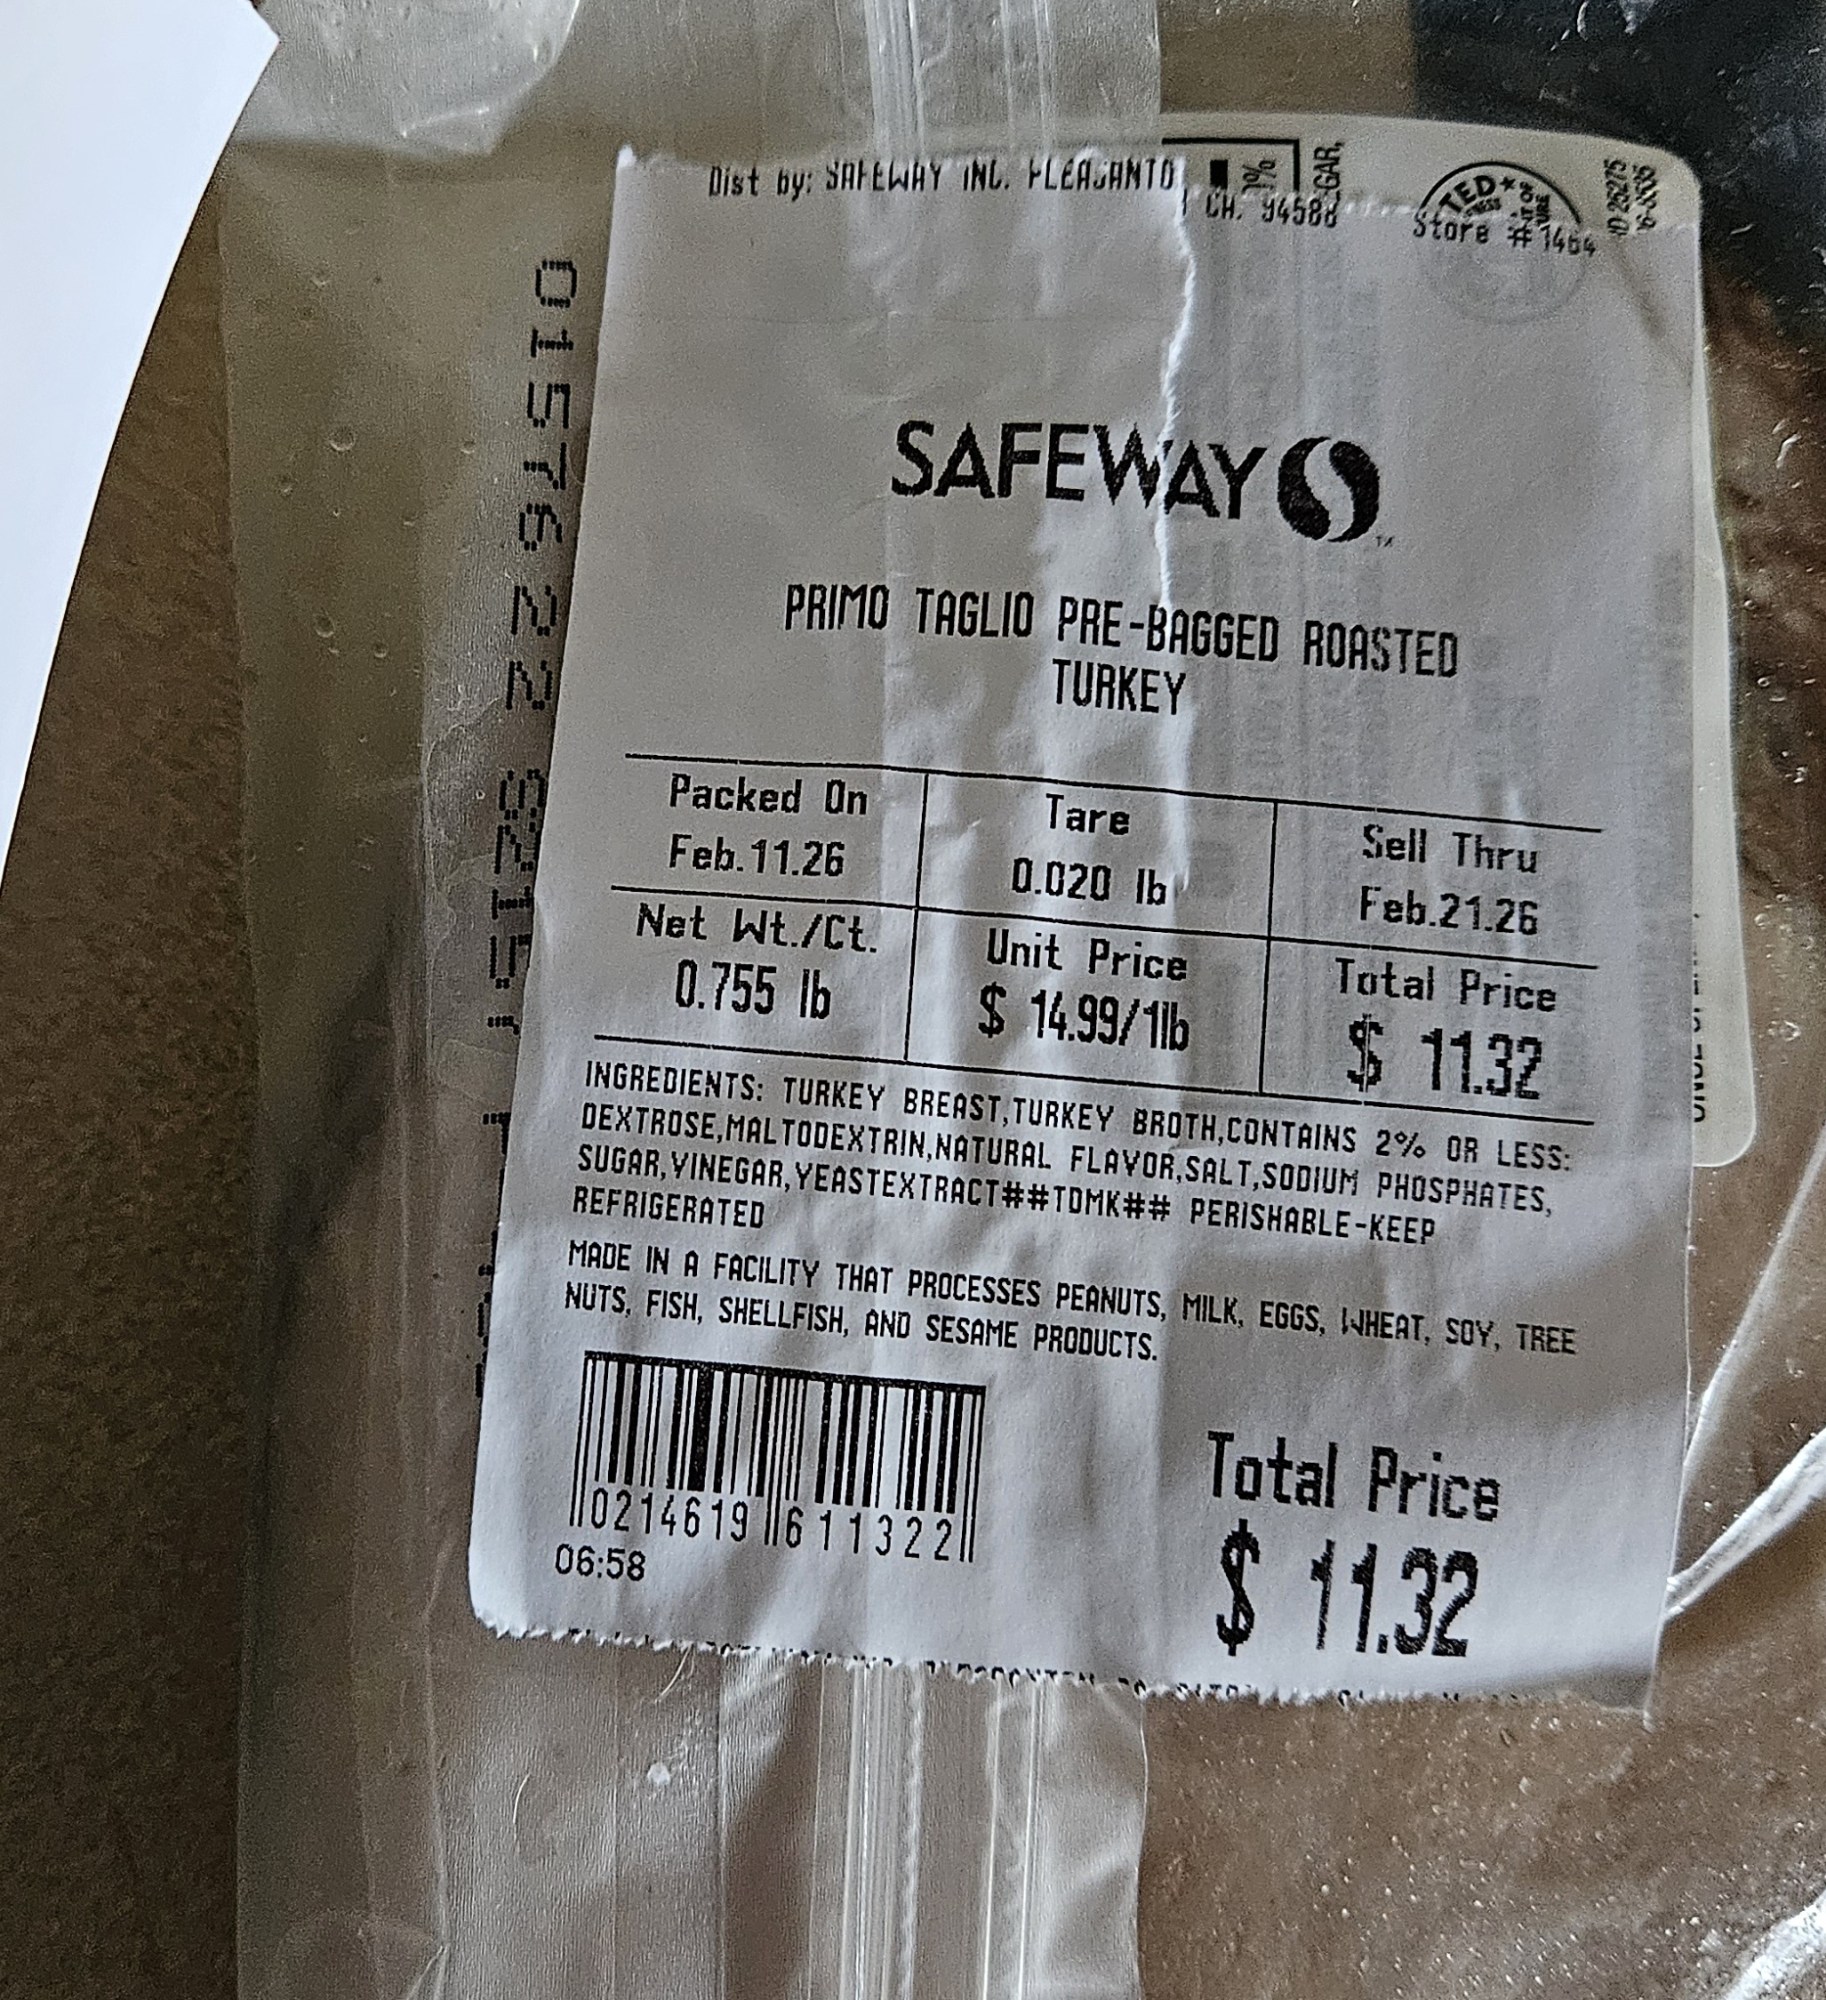 Dist by: SAFEWAY INC. PLEASANTO CA. 94588 Store # 1464
SAFEWAY
TM
PRIMO TAGLIO PRE-BAGGED ROASTED
TURKEY
Packed On Tare Sell Thru
Feb.11.26 0.020 lb Feb.21.26
Net Wt./Ct. Unit Price Total Price
0.755 lb $ 14.99/1lb $ 11.32
INGREDIENTS: TURKEY BREAST,TURKEY BROTH,CONTAINS 2% OR LESS:
DEXTROSE,MALTODEXTRIN,NATURAL FLAVOR,SALT,SODIUM PHOSPHATES,
SUGAR,VINEGAR,YEASTEXTRACT##TDMK## PERISHABLE-KEEP
REFRIGERATED
MADE IN A FACILITY THAT PROCESSES PEANUTS, MILK, EGGS, WHEAT, SOY, TREE
NUTS, FISH, SHELLFISH, AND SESAME PRODUCTS.
0214619 611322
06:58
Total Price
$ 11.32
GAR,
TED
25275